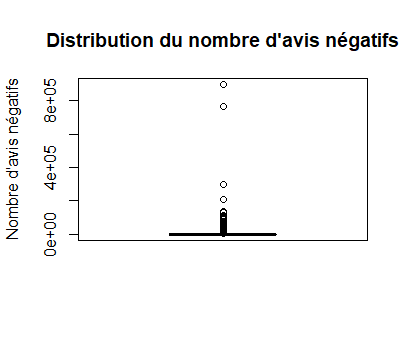 Distribution du nombre d'avis négatifs
Nombre d'avis négatifs
8e+05
4e+05
0e+00